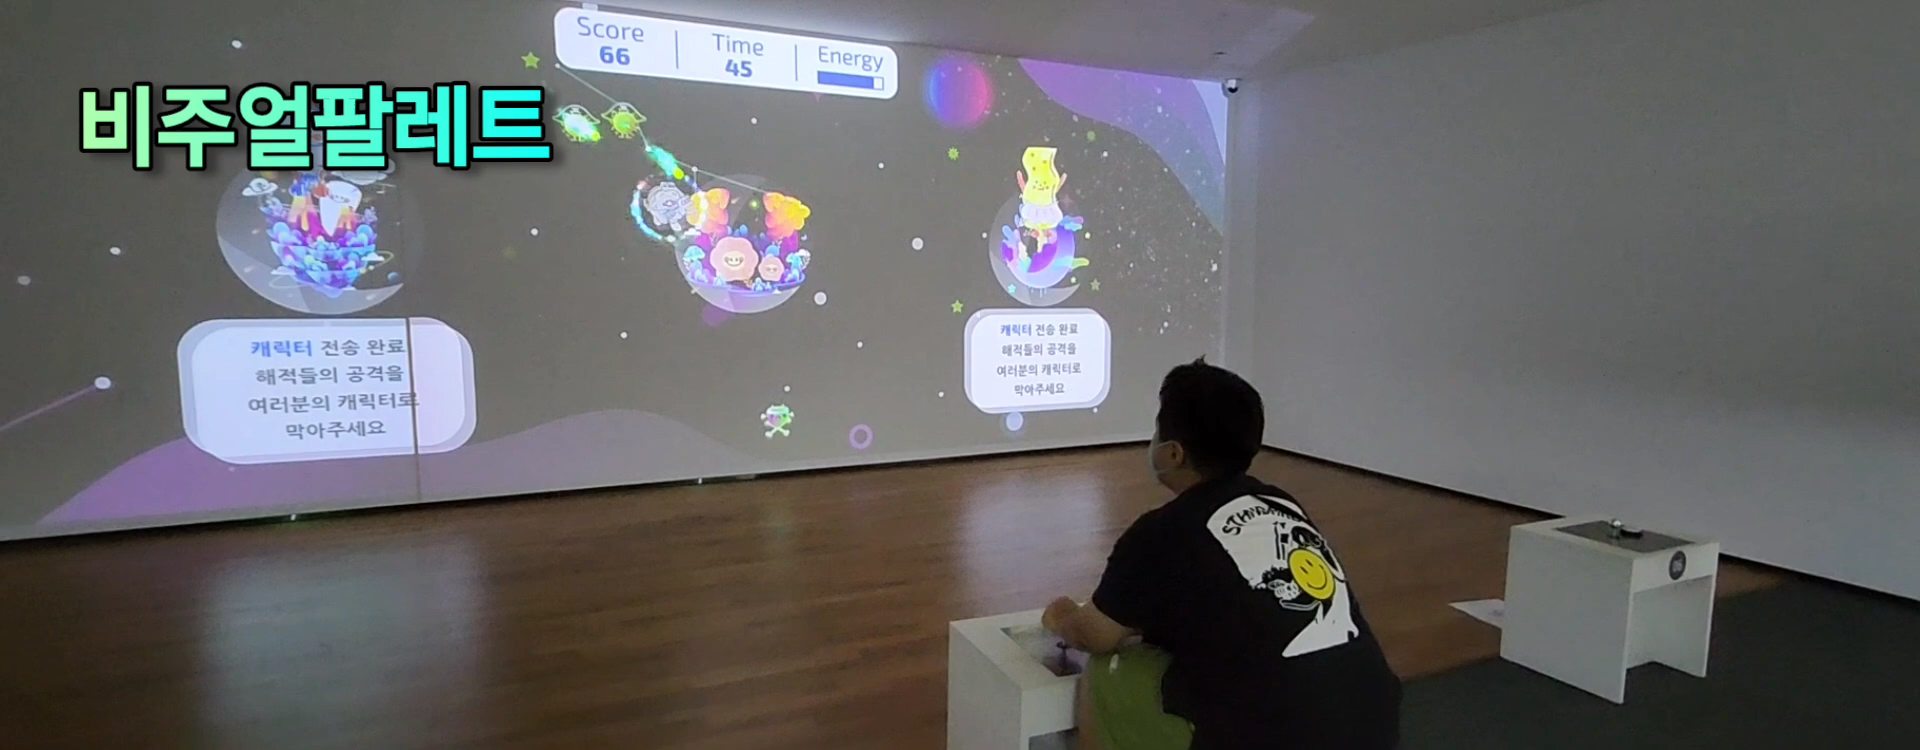 비주얼팔레트
Score
66
Time
45
Energy
캐릭터 전송 완료
해적들의 공격을
여러분의 캐릭터로
막아주세요
캐릭터 전송 완료
해적들의 공격을
여러분의 캐릭터로
막아주세요